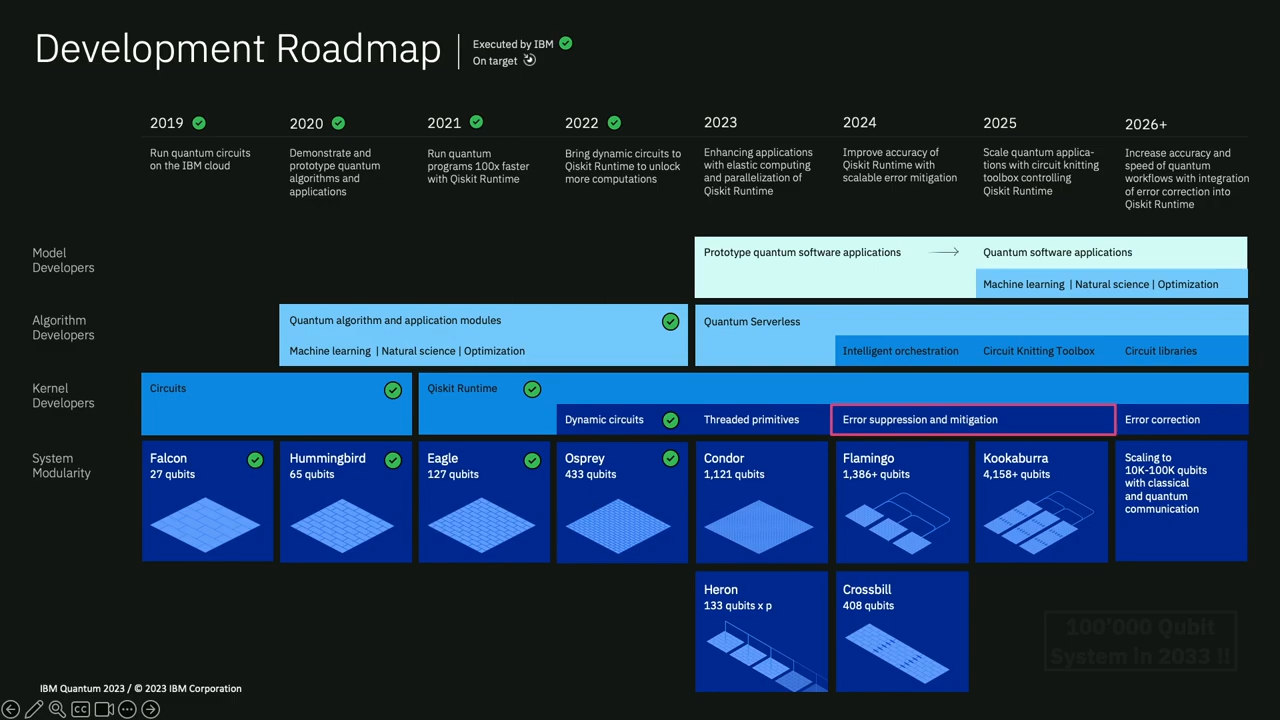 Development Roadmap
Executed by IBM
On target
2019
2020
2021
2022
2023
2024
2025
2026+
Run quantum circuits
on the IBM cloud
Demonstrate and
prototype quantum
algorithms and
applications
Run quantum
programs 100x faster
with Qiskit Runtime
Bring dynamic circuits to
Qiskit Runtime to unlock
more computations
Enhancing applications
with elastic computing
and parallelization of
Qiskit Runtime
Improve accuracy of
Qiskit Runtime with
scalable error mitigation
Scale quantum applica-
tions with circuit knitting
toolbox controlling
Qiskit Runtime
Increase accuracy and
speed of quantum
workflows with integration
of error correction into
Qiskit Runtime
Model
Developers
Prototype quantum software applications
Quantum software applications
Machine learning | Natural science | Optimization
Algorithm
Developers
Quantum algorithm and application modules
Machine learning | Natural science | Optimization
Quantum Serverless
Intelligent orchestration
Circuit Knitting Toolbox
Circuit libraries
Kernel
Developers
Circuits
Qiskit Runtime
Dynamic circuits
Threaded primitives
Error suppression and mitigation
Error correction
System
Modularity
Falcon
27 qubits
Hummingbird
65 qubits
Eagle
127 qubits
Osprey
433 qubits
Condor
1,121 qubits
Flamingo
1,386+ qubits
Kookaburra
4,158+ qubits
Scaling to
10K-100K qubits
with classical
and quantum
communication
Heron
133 qubits x p
Crossbill
408 qubits
100'000 Qubit
System in 2033 !!
IBM Quantum 2023 / © 2023 IBM Corporation
CC